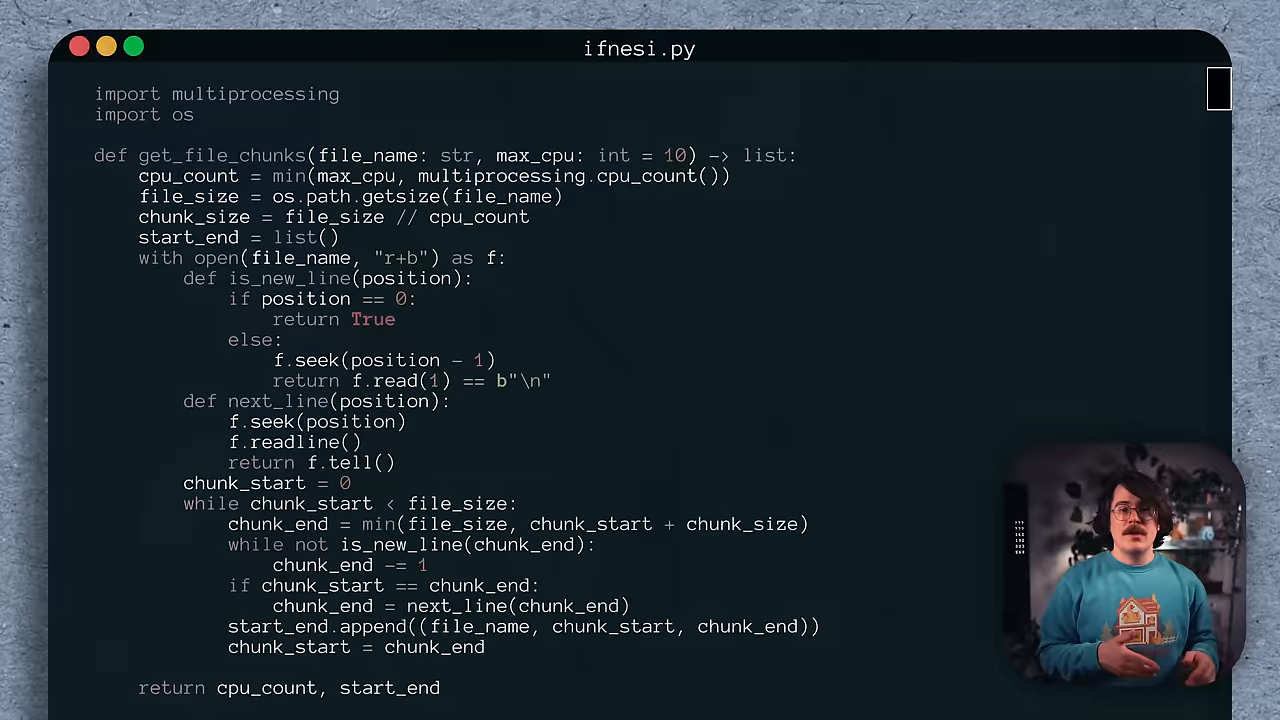 ifnesi.py
import multiprocessing
import os
def get_file_chunks(file_name: str, max_cpu: int = 10) -> list:
    cpu_count = min(max_cpu, multiprocessing.cpu_count())
    file_size = os.path.getsize(file_name)
    chunk_size = file_size // cpu_count
    start_end = list()
    with open(file_name, "r+b") as f:
        def is_new_line(position):
            if position == 0:
                return True
            else:
                f.seek(position - 1)
                return f.read(1) == b"\n"
        def next_line(position):
            f.seek(position)
            f.readline()
            return f.tell()
        chunk_start = 0
        while chunk_start < file_size:
            chunk_end = min(file_size, chunk_start + chunk_size)
            while not is_new_line(chunk_end):
                chunk_end -= 1
            if chunk_start == chunk_end:
                chunk_end = next_line(chunk_end)
            start_end.append((file_name, chunk_start, chunk_end))
            chunk_start = chunk_end
    return cpu_count, start_end